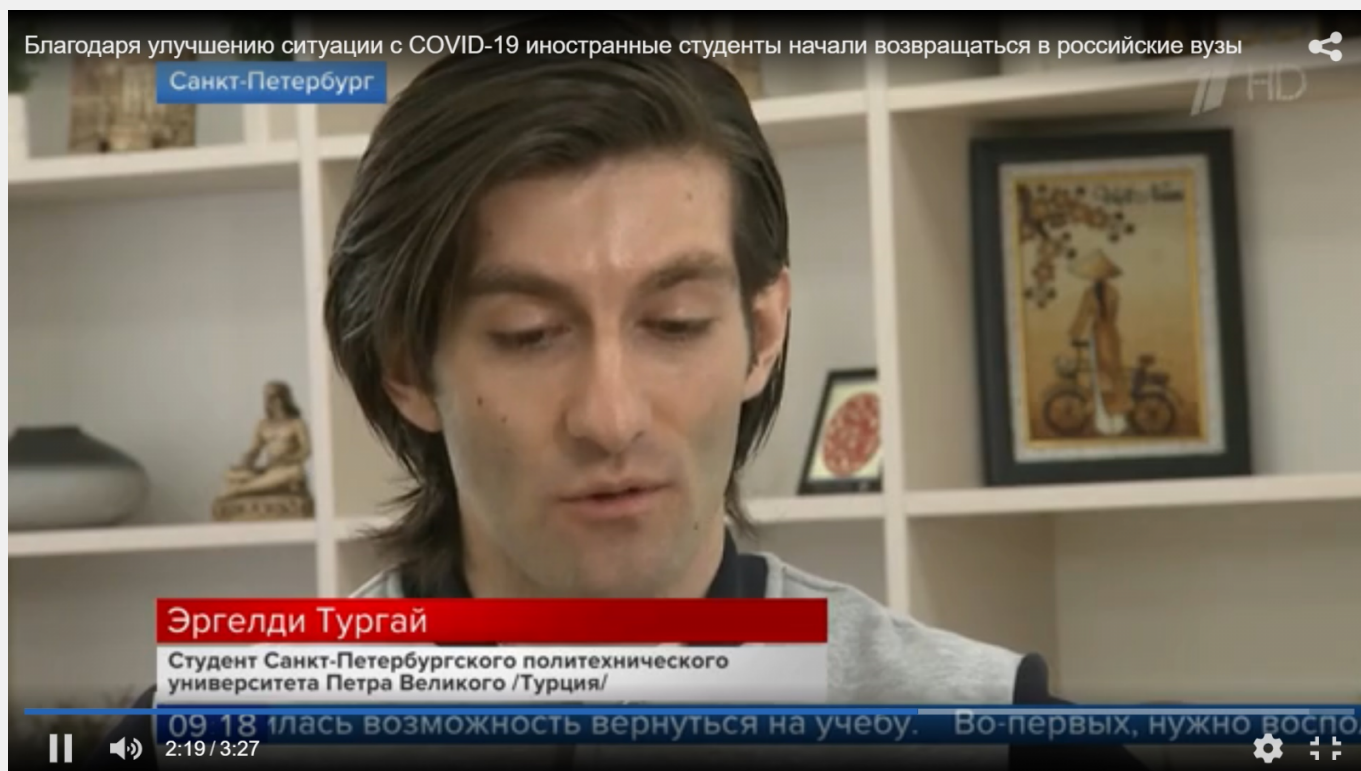 Благодаря улучшению ситуации с COVID-19 иностранные студенты начали возвращаться в российские вузы
Санкт-Петербург
HD
Эргелди Тургай
Студент Санкт-Петербургского политехнического
университета Петра Великого /Турция/
09 18 илась возможность вернуться на учебу. Во-первых, нужно воспо
2:19 / 3:27